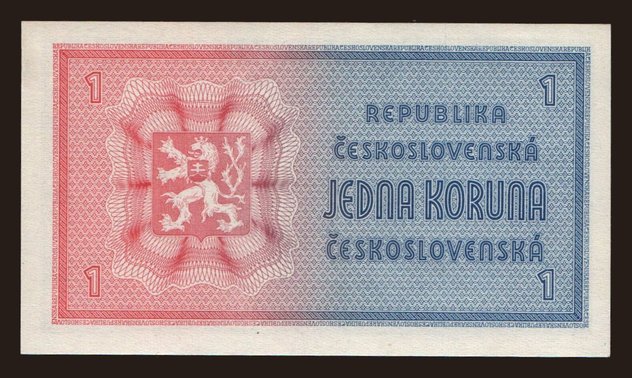 1 1
REPUBLIKA
ČESKOSLOVENSKÁ
JEDNA KORUNA
ČESKOSLOVENSKÁ
1 1